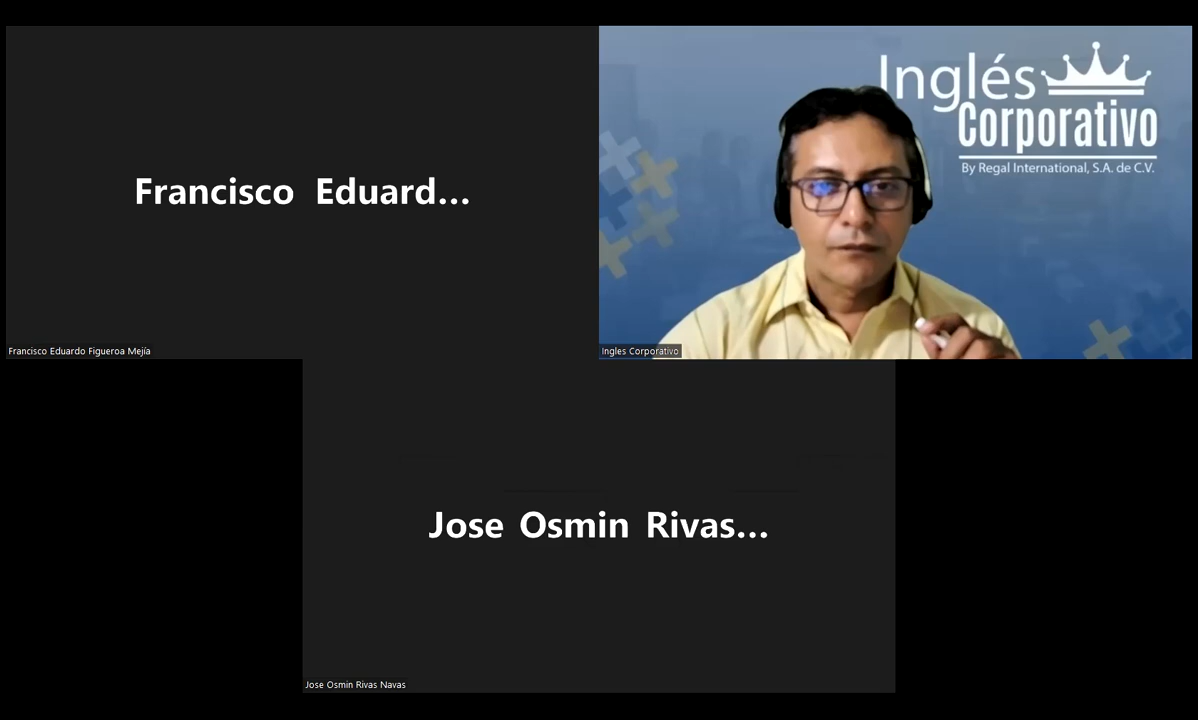 Francisco Eduard...
Francisco Eduardo Figueroa Mejía
Inglés
Corporativo
By Regal International, S.A. de C.V.
Ingles Corporativo
Jose Osmin Rivas...
Jose Osmin Rivas Navas